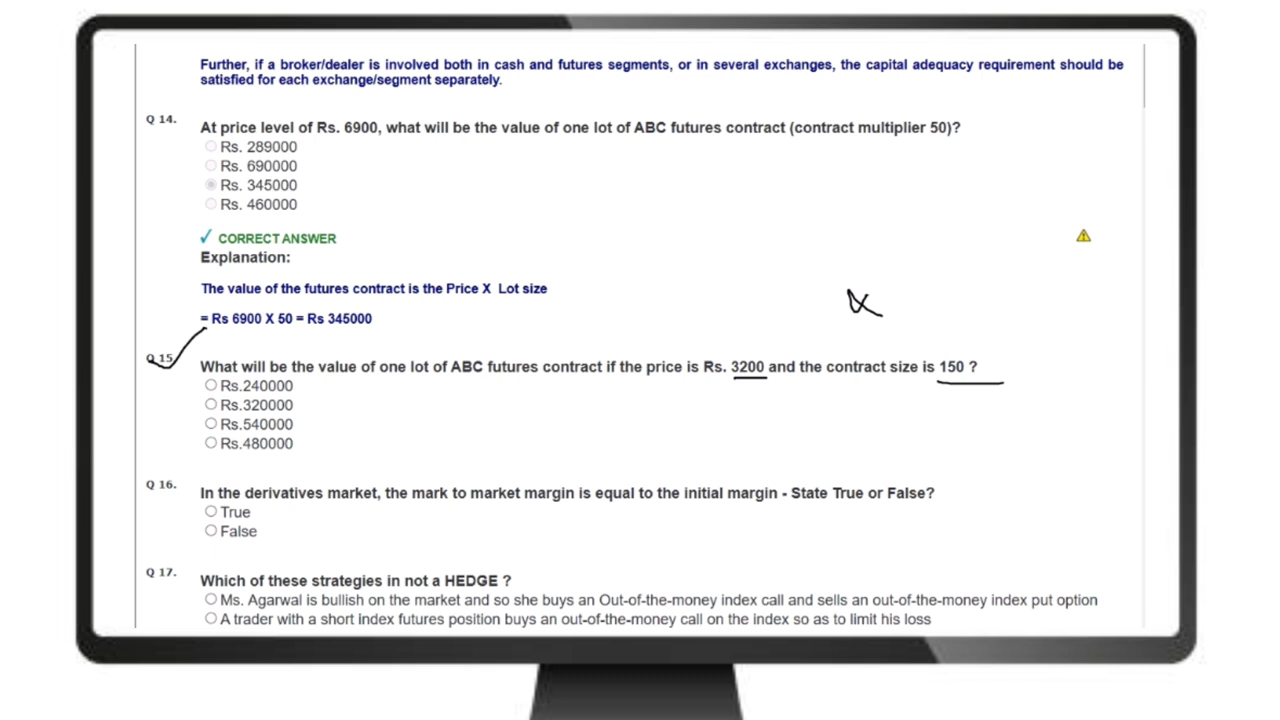 Further, if a broker/dealer is involved both in cash and futures segments, or in several exchanges, the capital adequacy requirement should be
satisfied for each exchange/segment separately.
Q 14.
At price level of Rs. 6900, what will be the value of one lot of ABC futures contract (contract multiplier 50)?
Rs. 289000
Rs. 690000
Rs. 345000
Rs. 460000
CORRECT ANSWER
Explanation:
The value of the futures contract is the Price X Lot size
= Rs 6900 X 50 = Rs 345000
Q 15.
What will be the value of one lot of ABC futures contract if the price is Rs. 3200 and the contract size is 150 ?
Rs.240000
Rs.320000
Rs.540000
Rs.480000
Q 16.
In the derivatives market, the mark to market margin is equal to the initial margin - State True or False?
True
False
Q 17.
Which of these strategies in not a HEDGE ?
Ms. Agarwal is bullish on the market and so she buys an Out-of-the-money index call and sells an out-of-the-money index put option
A trader with a short index futures position buys an out-of-the-money call on the index so as to limit his loss